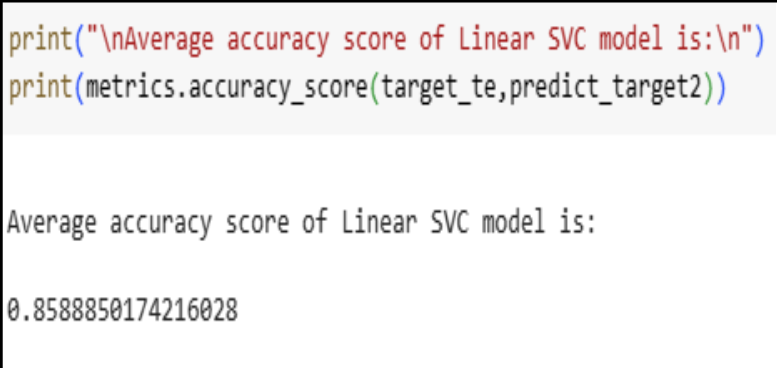 print("\nAverage accuracy score of Linear SVC model is:\n")
print(metrics.accuracy_score(target_te,predict_target2))
Average accuracy score of Linear SVC model is:
0.8588850174216028